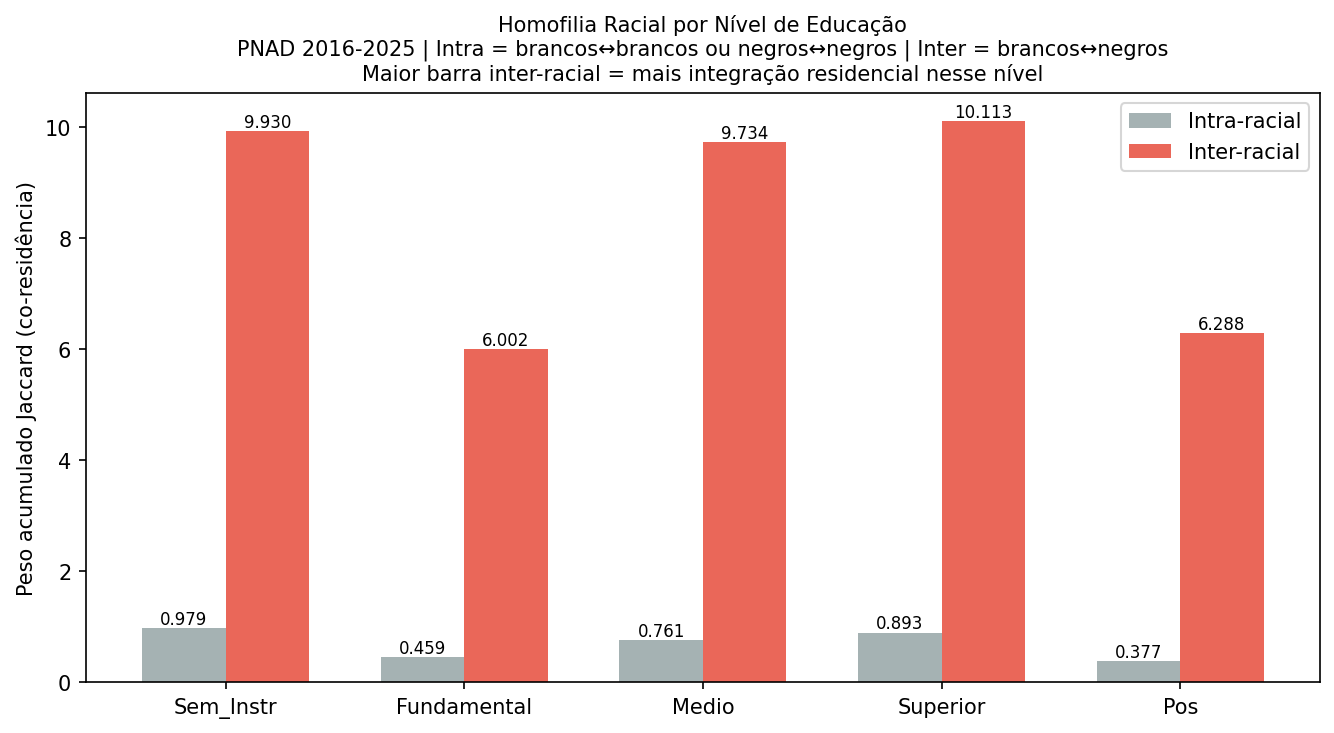 Homofilia Racial por Nível de Educação
PNAD 2016-2025 | Intra = brancos↔brancos ou negros↔negros | Inter = brancos↔negros
Maior barra inter-racial = mais integração residencial nesse nível
Peso acumulado Jaccard (co-residência)
10
8
6
4
2
0
Intra-racial
Inter-racial
0.979
9.930
0.459
6.002
0.761
9.734
0.893
10.113
0.377
6.288
Sem_Instr
Fundamental
Medio
Superior
Pos